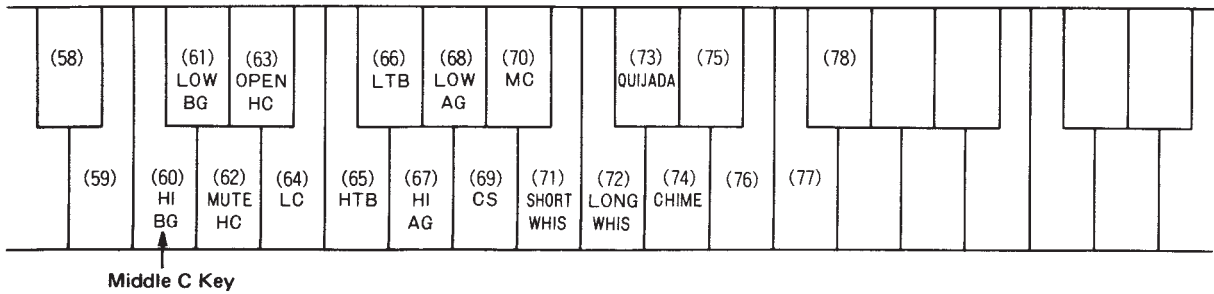 (58)
(61)
LOW
BG
(63)
OPEN
HC
(66)
LTB
(68)
LOW
AG
(70)
MC
(73)
QUIJADA
(75)
(78)
(59)
(60)
HI
BG
(62)
MUTE
HC
(64)
LC
(65)
HTB
(67)
HI
AG
(69)
CS
(71)
SHORT
WHIS
(72)
LONG
WHIS
(74)
CHIME
(76)
(77)
Middle C Key